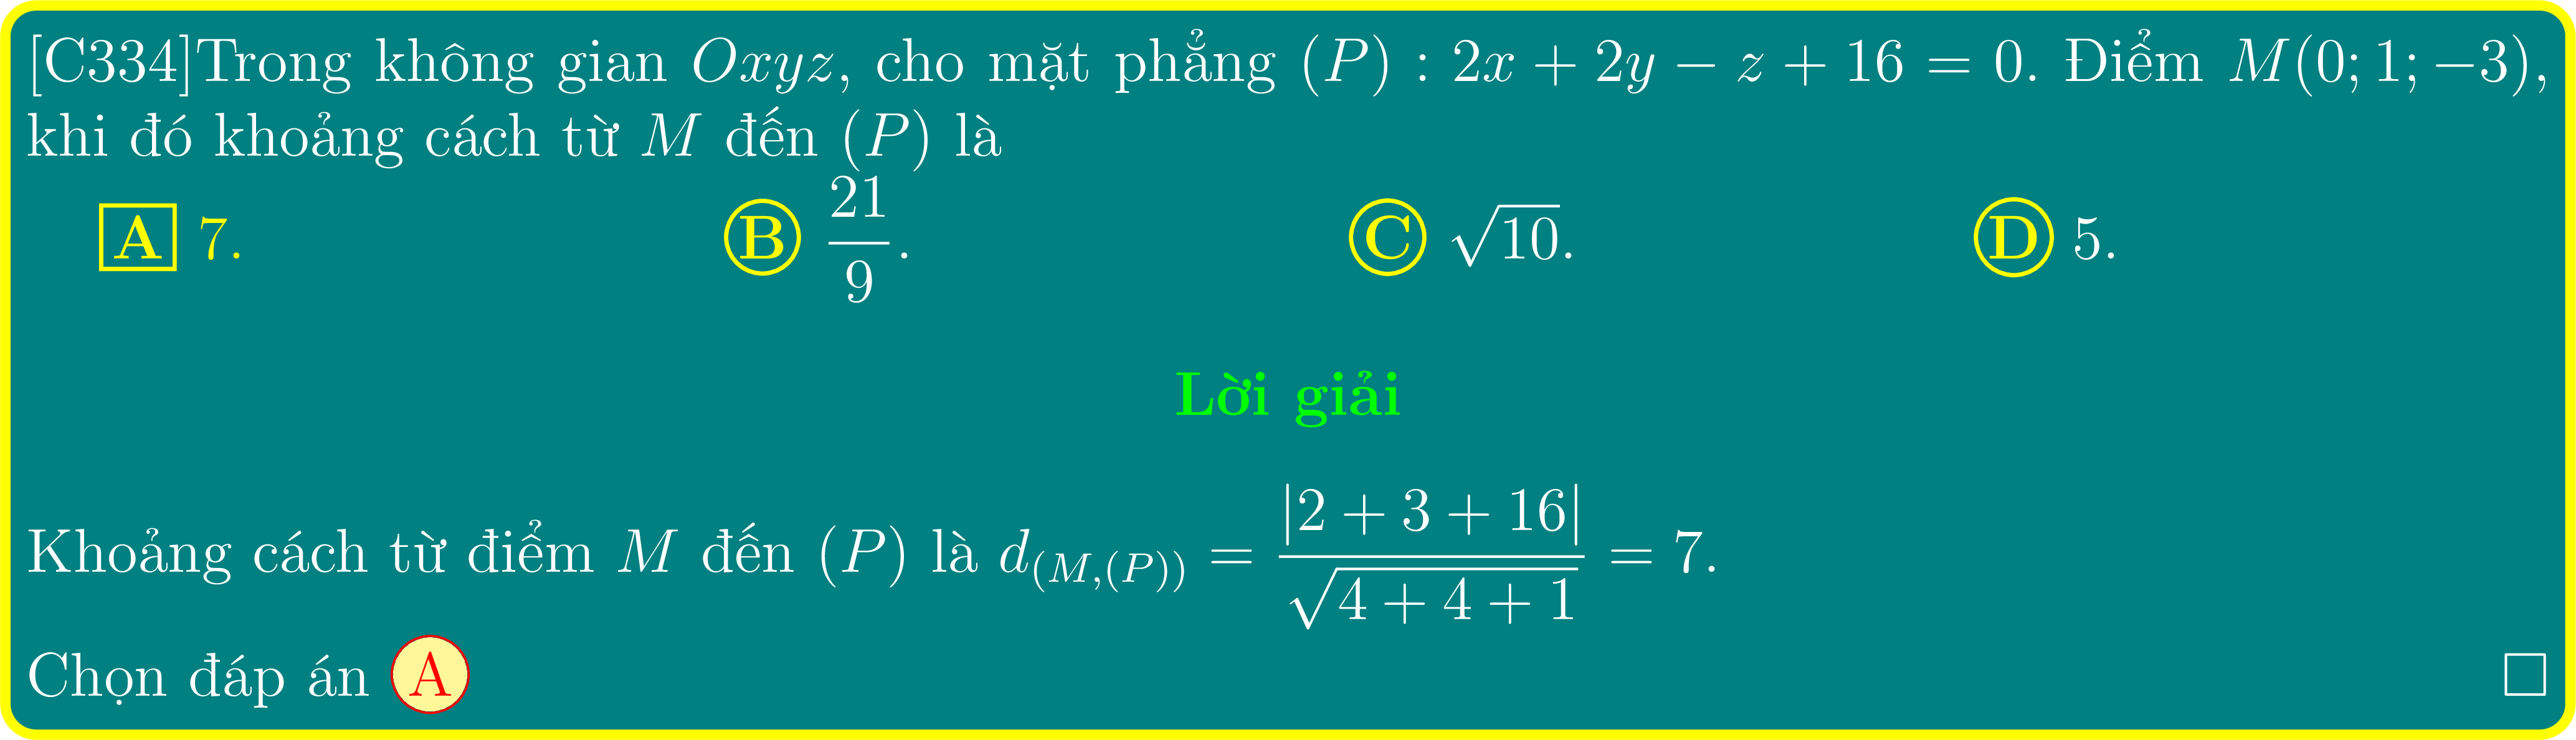 [C334]Trong không gian Oxyz, cho mặt phẳng (P) : 2x + 2y − z + 16 = 0. Điểm M(0; 1; −3),
khi đó khoảng cách từ M đến (P) là
A 7. B \frac{21}{9}. C \sqrt{10}. D 5.
Lời giải
Khoảng cách từ điểm M đến (P) là d_{(M,(P))} = \frac{|2 + 3 + 16|}{\sqrt{4 + 4 + 1}} = 7.
Chọn đáp án A □